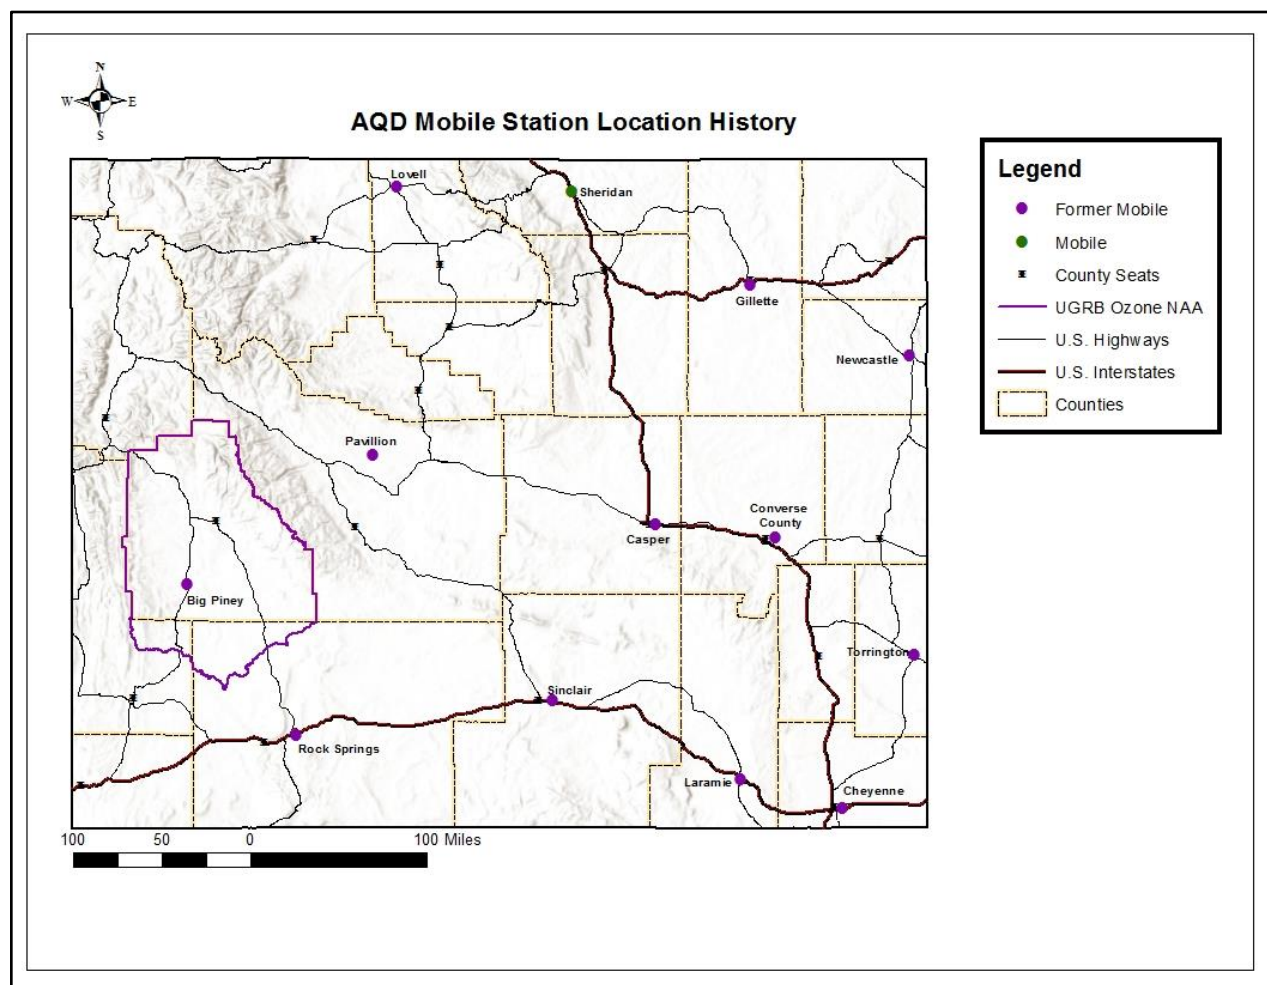 N
W E
S
AQD Mobile Station Location History
Lovell
Sheridan
Gillette
Newcastle
Pavillion
Converse
County
Casper
Big Piney
Torrington
Sinclair
Rock Springs
Laramie
Cheyenne
100 50 0 100 Miles
Legend
Former Mobile
Mobile
County Seats
UGRB Ozone NAA
U.S. Highways
U.S. Interstates
Counties